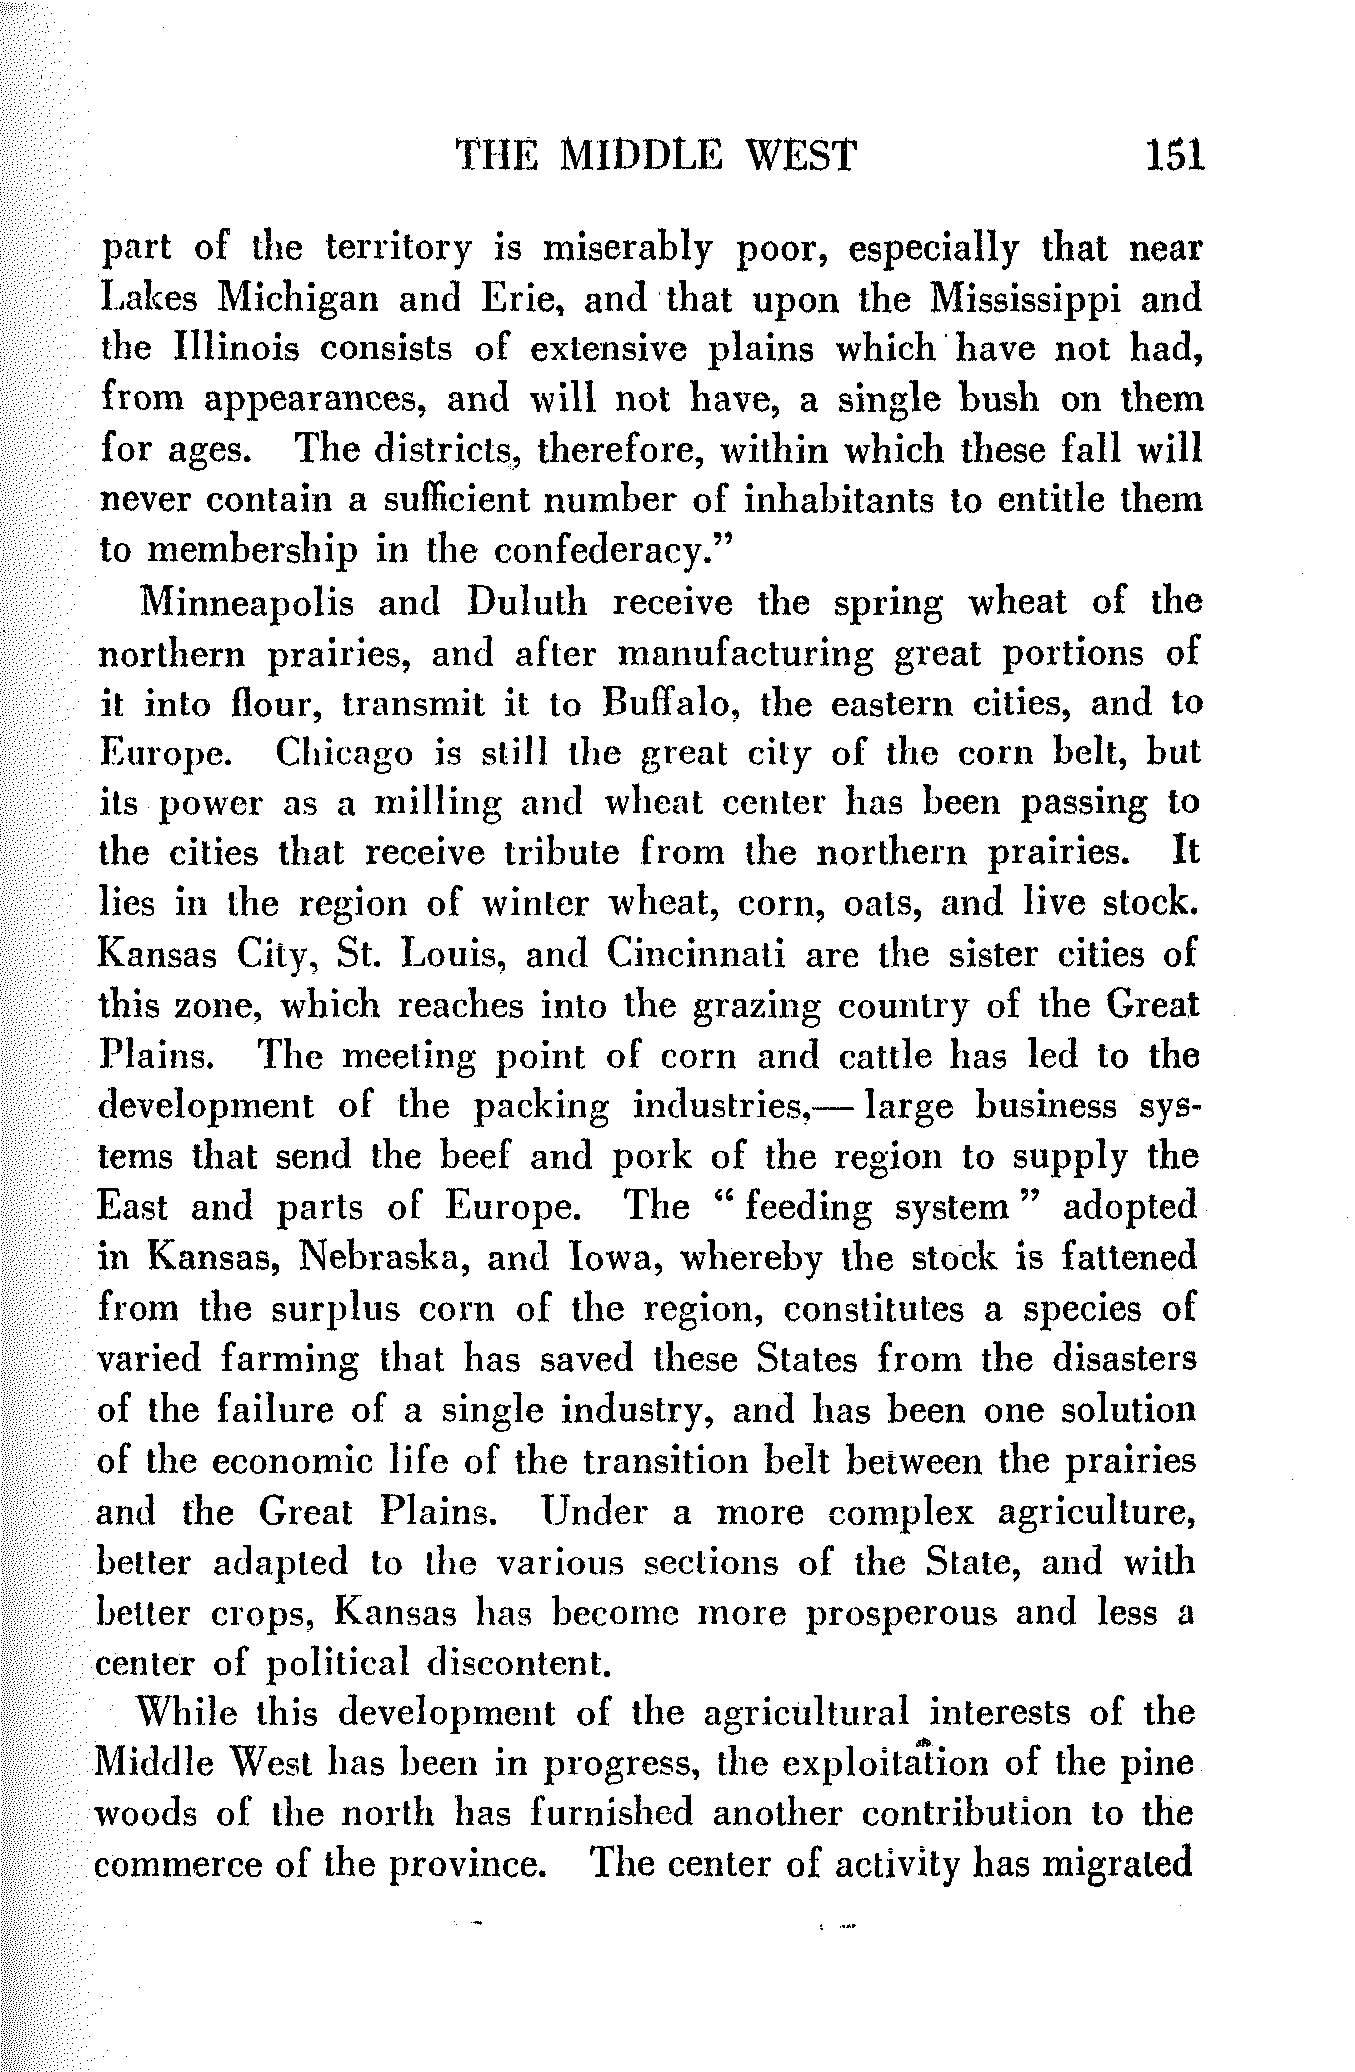 THE MIDDLE WEST 151
part of the territory is miserably poor, especially that near
Lakes Michigan and Erie, and that upon the Mississippi and
the Illinois consists of extensive plains which have not had,
from appearances, and will not have, a single bush on them
for ages. The districts, therefore, within which these fall will
never contain a sufficient number of inhabitants to entitle them
to membership in the confederacy.”
Minneapolis and Duluth receive the spring wheat of the
northern prairies, and after manufacturing great portions of
it into flour, transmit it to Buffalo, the eastern cities, and to
Europe. Chicago is still the great city of the corn belt, but
its power as a milling and wheat center has been passing to
the cities that receive tribute from the northern prairies. It
lies in the region of winter wheat, corn, oats, and live stock.
Kansas City, St. Louis, and Cincinnati are the sister cities of
this zone, which reaches into the grazing country of the Great
Plains. The meeting point of corn and cattle has led to the
development of the packing industries,— large business sys-
tems that send the beef and pork of the region to supply the
East and parts of Europe. The “ feeding system ” adopted
in Kansas, Nebraska, and Iowa, whereby the stock is fattened
from the surplus corn of the region, constitutes a species of
varied farming that has saved these States from the disasters
of the failure of a single industry, and has been one solution
of the economic life of the transition belt between the prairies
and the Great Plains. Under a more complex agriculture,
better adapted to the various sections of the State, and with
better crops, Kansas has become more prosperous and less a
center of political discontent.
While this development of the agricultural interests of the
Middle West has been in progress, the exploitation of the pine
woods of the north has furnished another contribution to the
commerce of the province. The center of activity has migrated